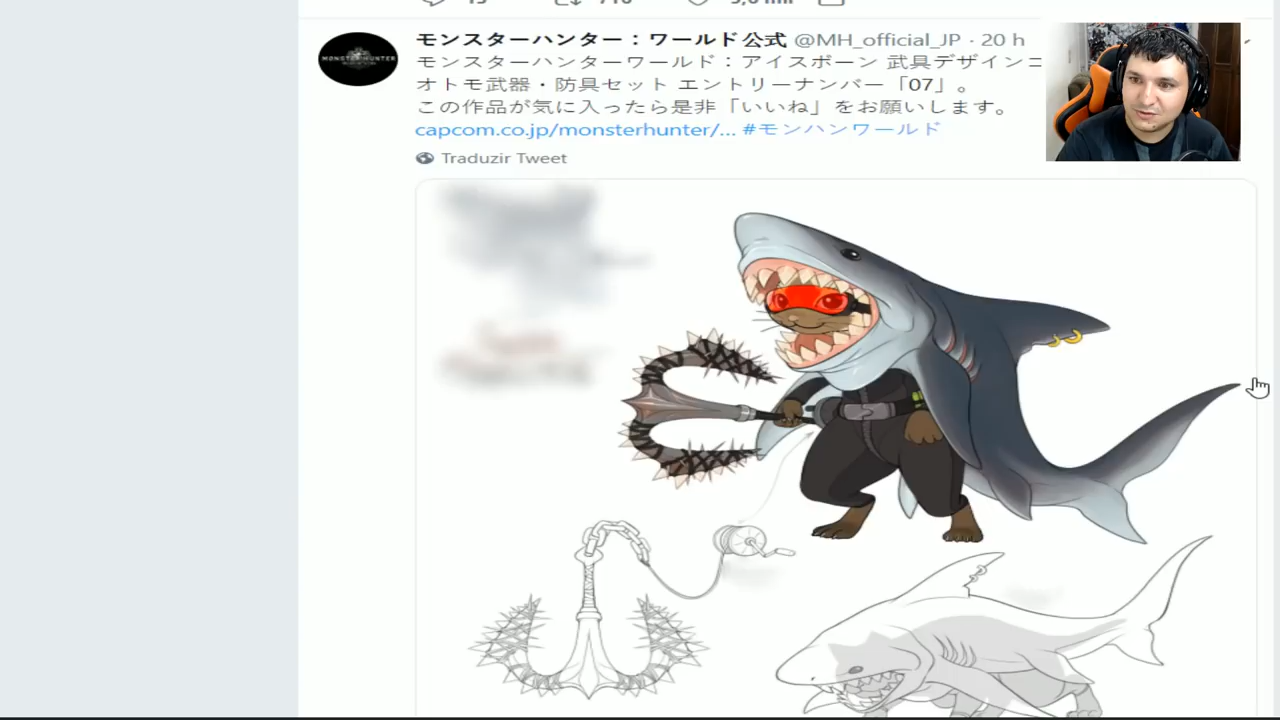 モンスターハンター：ワールド公式 @MH_official_JP · 20 h
モンスターハンターワールド：アイスボーン 武具デザインコ
オトモ武器・防具セット エントリーナンバー「07」。
この作品が気に入ったら是非「いいね」をお願いします。
capcom.co.jp/monsterhunter/... #モンハンワールド
Traduzir Tweet
MONSTER HUNTER